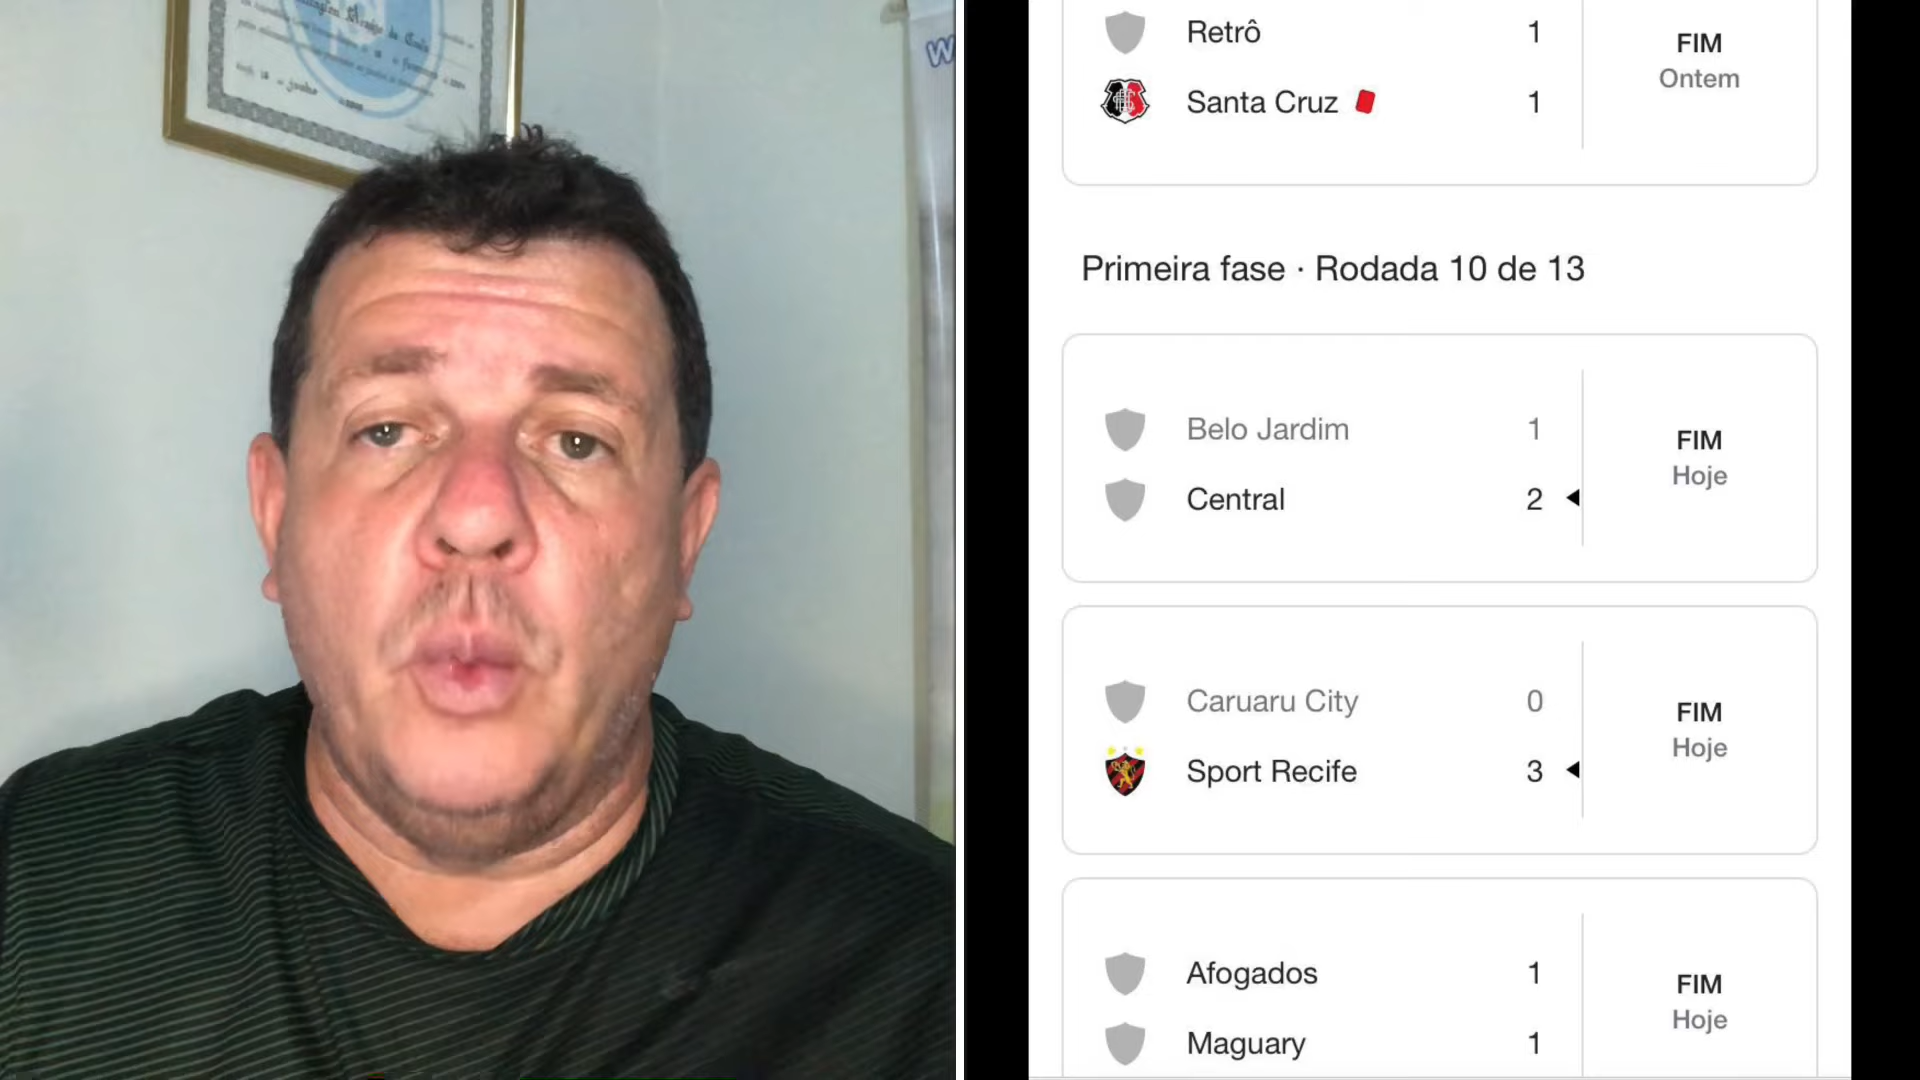 Retrô 1
Santa Cruz 1
FIM
Ontem
Primeira fase · Rodada 10 de 13
Belo Jardim 1
Central 2
FIM
Hoje
Caruaru City 0
Sport Recife 3
FIM
Hoje
Afogados 1
Maguary 1
FIM
Hoje